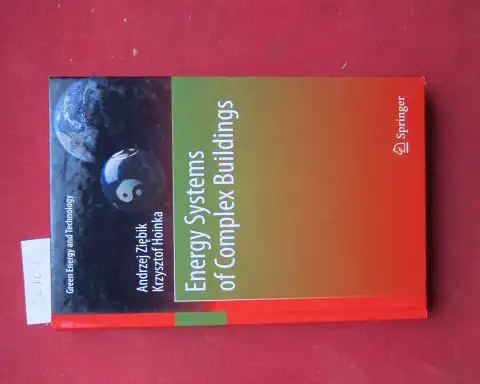 Green Energy and Technology
Andrzej Ziębik
Krzysztof Hoinka
Energy Systems
of Complex Buildings
Springer